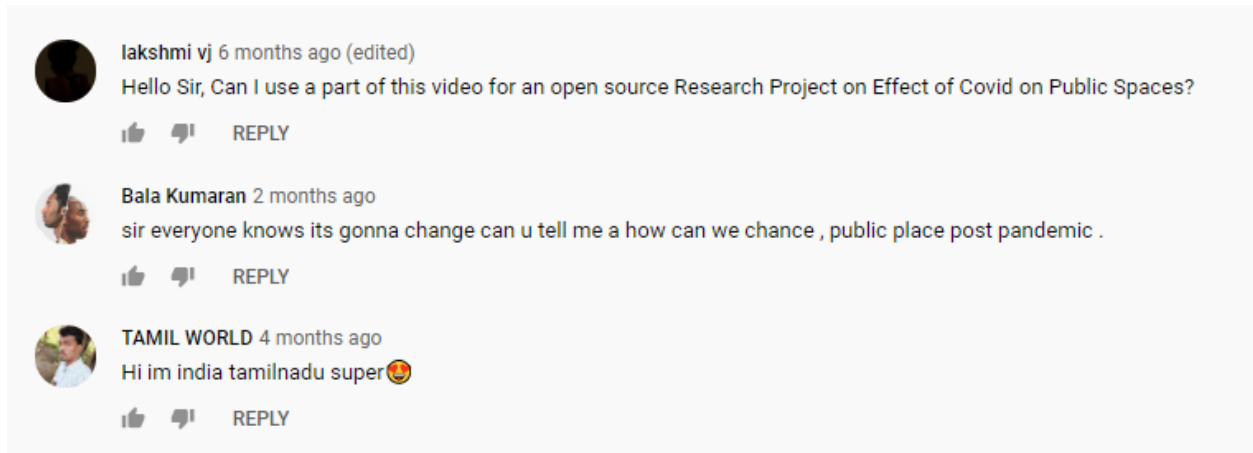 lakshmi vj 6 months ago (edited)
Hello Sir, Can I use a part of this video for an open source Research Project on Effect of Covid on Public Spaces?
REPLY
Bala Kumaran 2 months ago
sir everyone knows its gonna change can u tell me a how can we chance , public place post pandemic .
REPLY
TAMIL WORLD 4 months ago
Hi im india tamilnadu super😍
REPLY